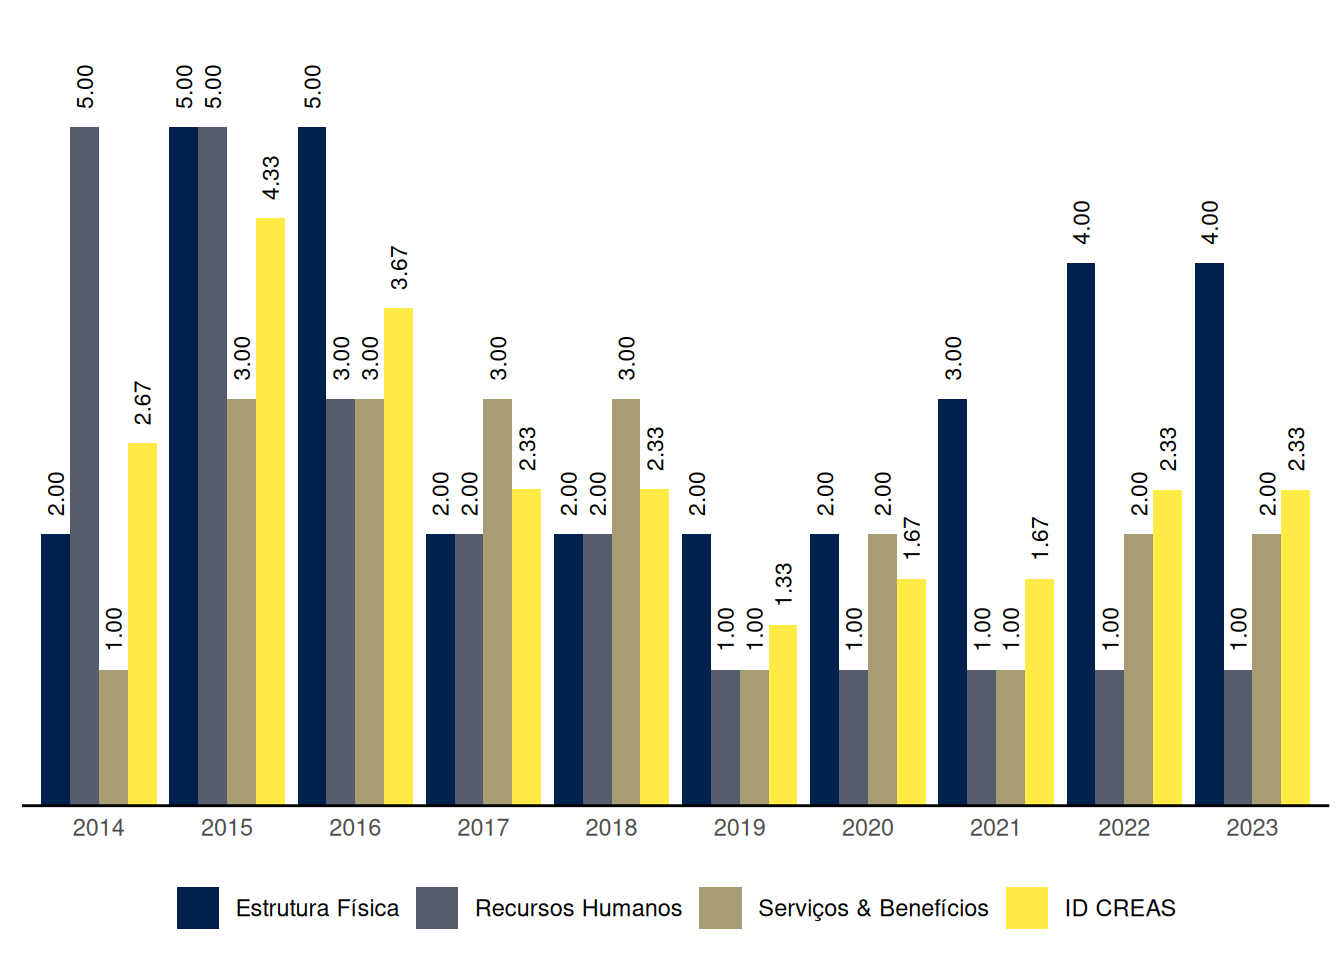 2.00 5.00 1.00 2.67
5.00 5.00 3.00 4.33
5.00 3.00 3.00 3.67
2.00 2.00 3.00 2.33
2.00 2.00 3.00 2.33
2.00 1.00 1.00 1.33
2.00 1.00 2.00 1.67
3.00 1.00 1.00 1.67
4.00 1.00 2.00 2.33
4.00 1.00 2.00 2.33
2014 2015 2016 2017 2018 2019 2020 2021 2022 2023
Estrutura Física Recursos Humanos Serviços & Benefícios ID CREAS